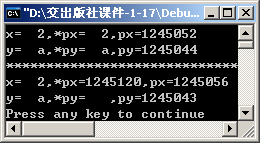 "D:\交出版社课件-1-17\Debu...
x=  2,*px=  2,px=1245052
y=  a,*py=  a,py=1245044
********************************
x=  2,*px=1245120,px=1245056
y=  a,*py=   ,py=1245043
Press any key to continue